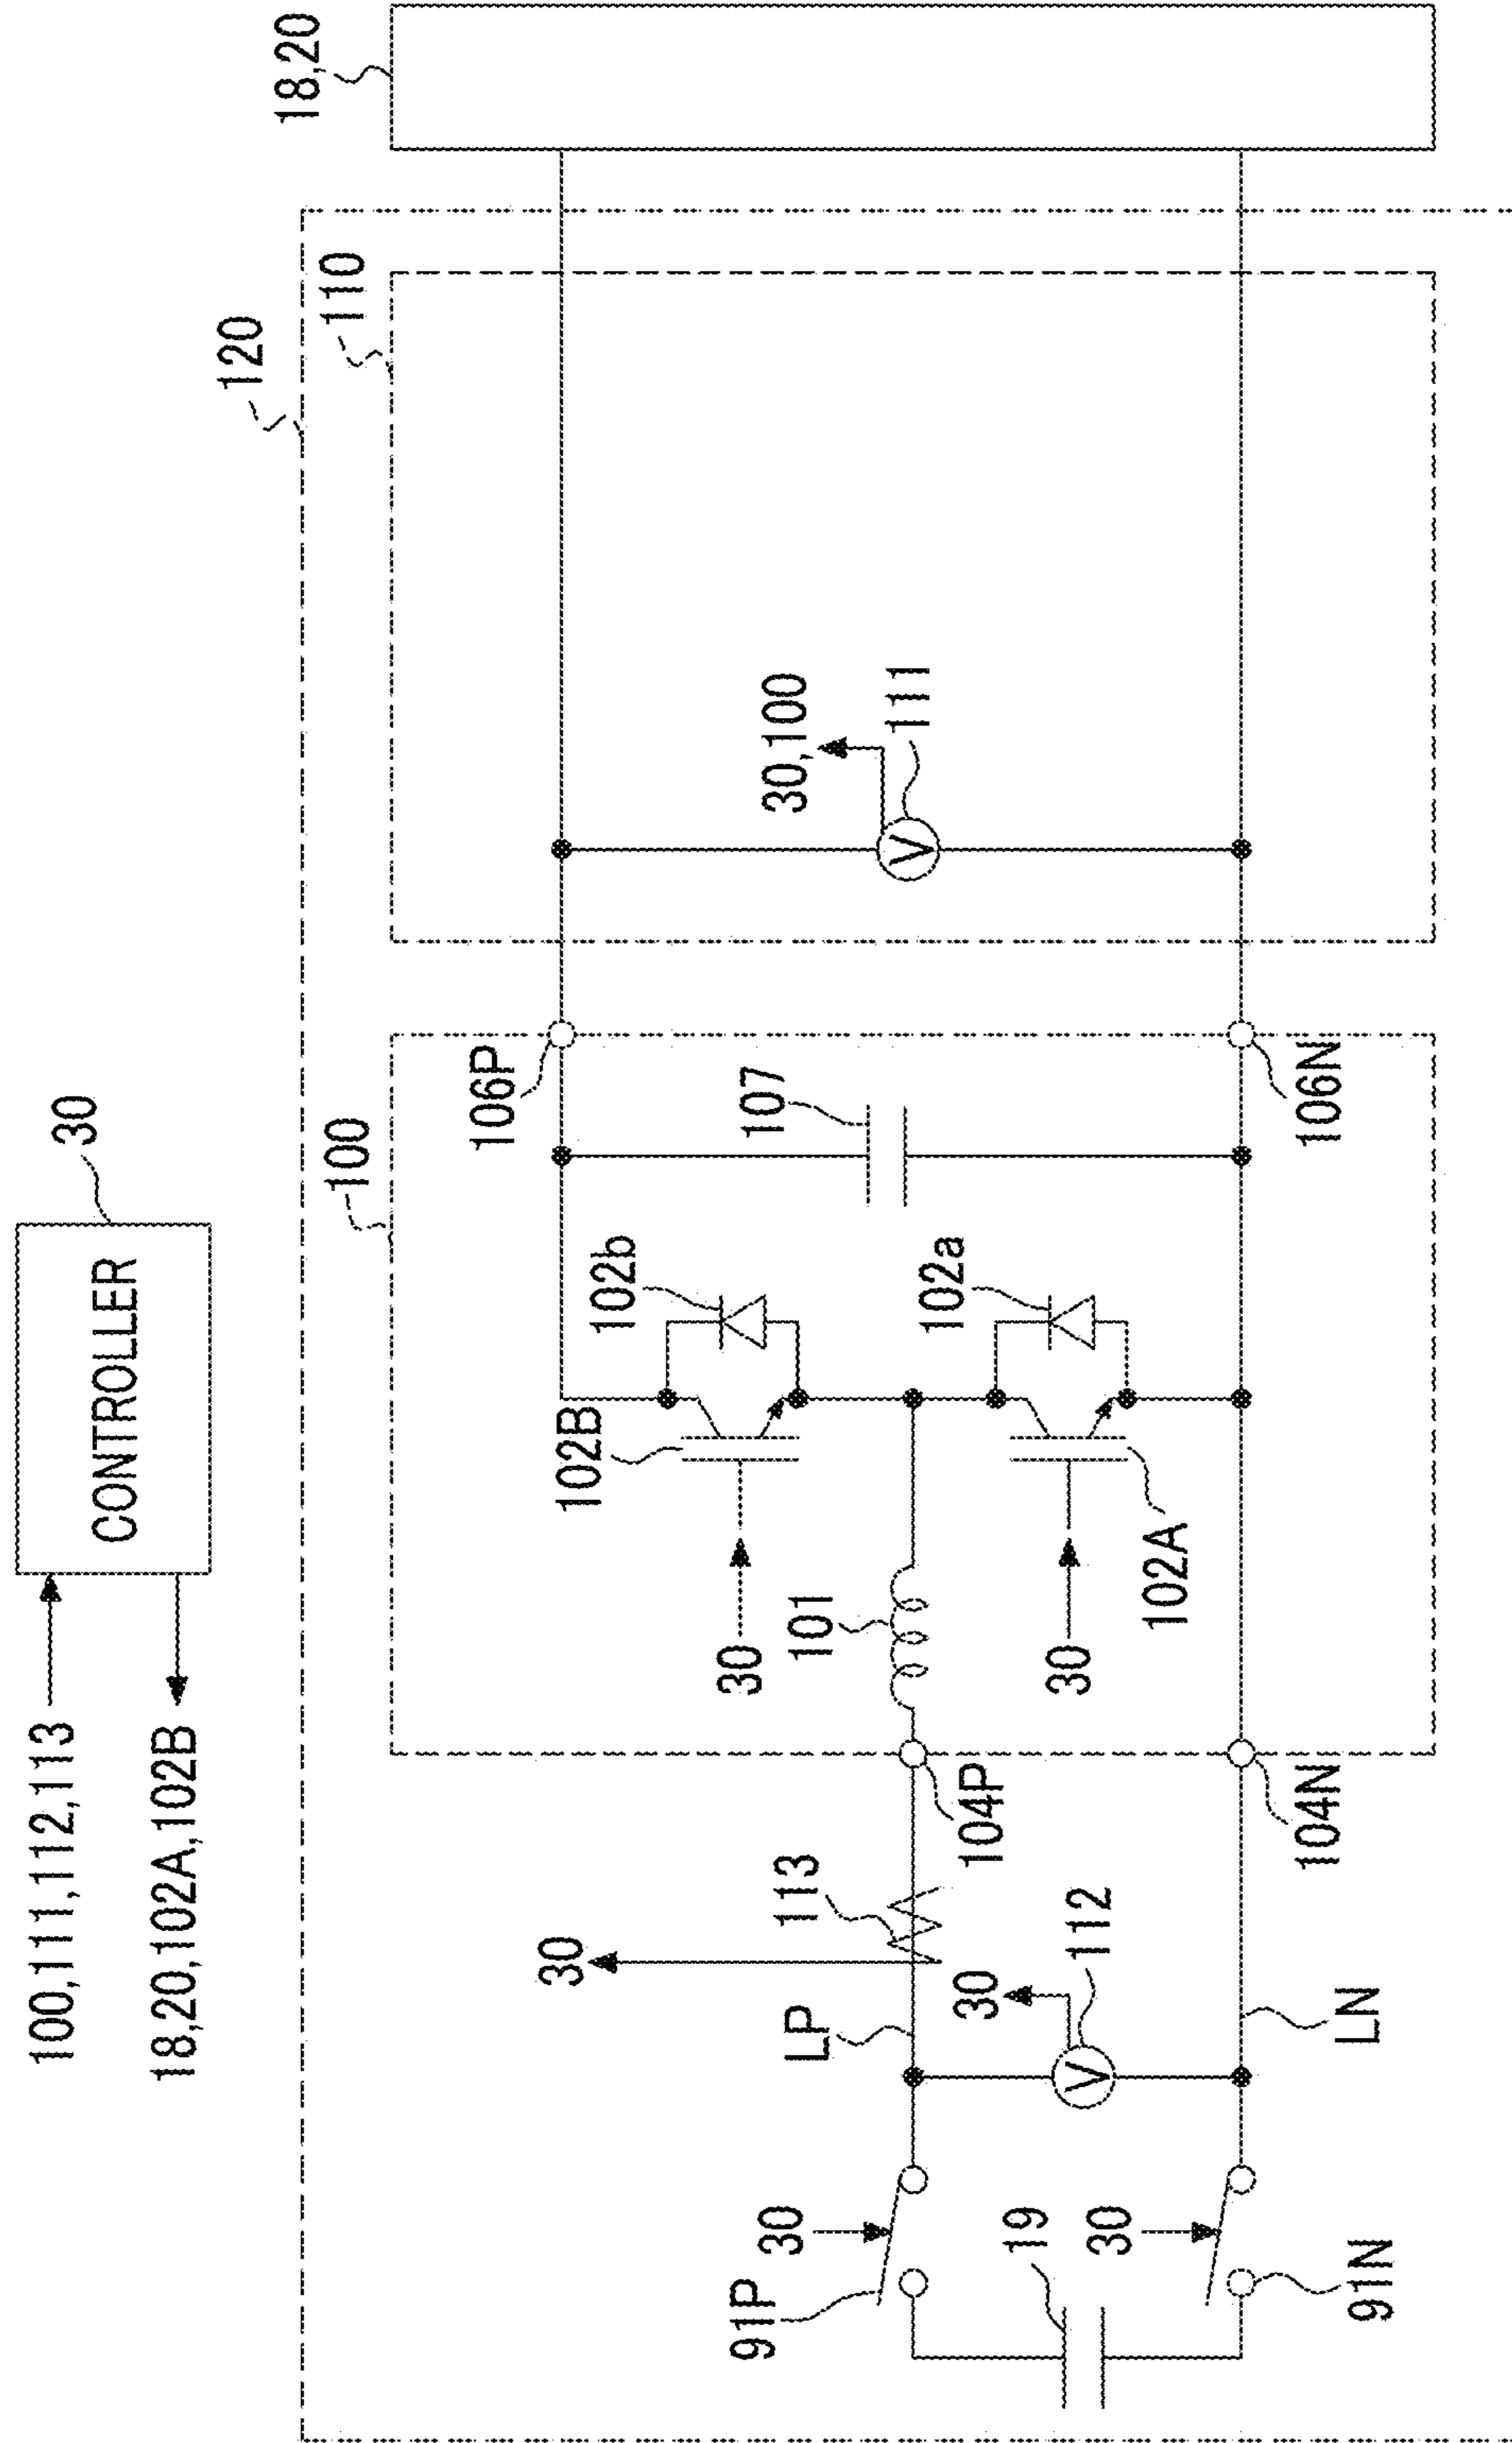 100,111,112,113
18,20,102A,102B
CONTROLLER
30
120
110
100
18,20
106P
102b
102B
30
107
30,100
111
101
102a
30
102A
106N
30
113
104P
104N
LP
30
112
LN
30
91P
19
30
91N
V
V